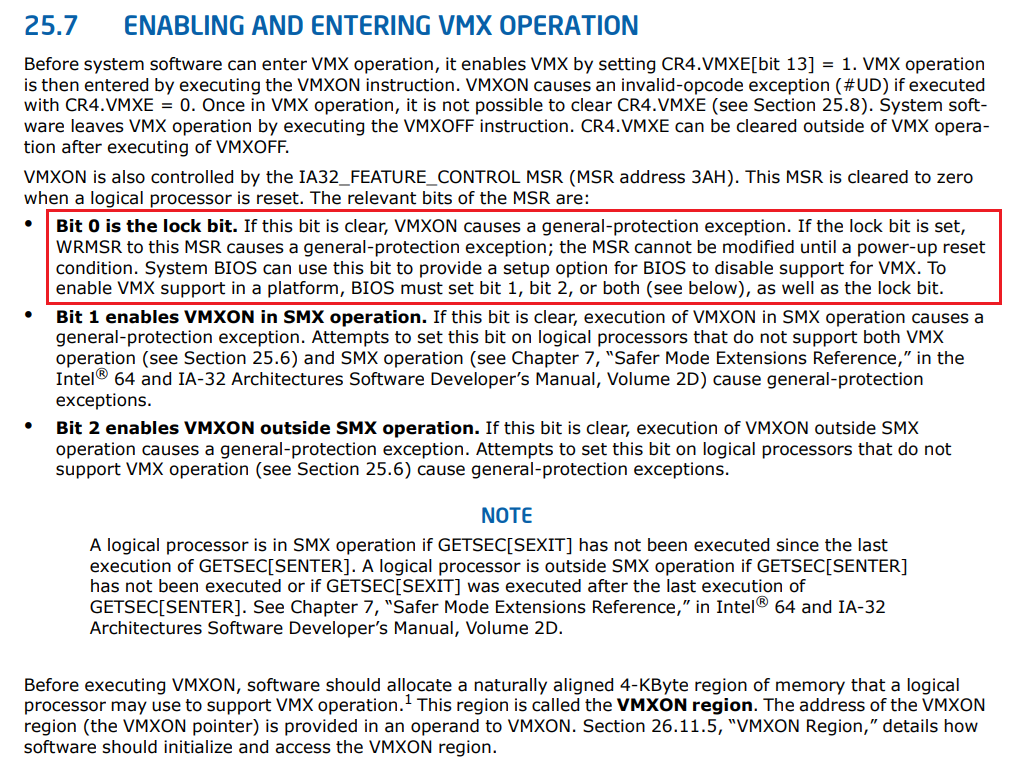 25.7 ENABLING AND ENTERING VMX OPERATION
Before system software can enter VMX operation, it enables VMX by setting CR4.VMXE[bit 13] = 1. VMX operation
is then entered by executing the VMXON instruction. VMXON causes an invalid-opcode exception (#UD) if executed
with CR4.VMXE = 0. Once in VMX operation, it is not possible to clear CR4.VMXE (see Section 25.8). System soft-
ware leaves VMX operation by executing the VMXOFF instruction. CR4.VMXE can be cleared outside of VMX opera-
tion after executing of VMXOFF.
VMXON is also controlled by the IA32_FEATURE_CONTROL MSR (MSR address 3AH). This MSR is cleared to zero
when a logical processor is reset. The relevant bits of the MSR are:
• Bit 0 is the lock bit. If this bit is clear, VMXON causes a general-protection exception. If the lock bit is set,
WRMSR to this MSR causes a general-protection exception; the MSR cannot be modified until a power-up reset
condition. System BIOS can use this bit to provide a setup option for BIOS to disable support for VMX. To
enable VMX support in a platform, BIOS must set bit 1, bit 2, or both (see below), as well as the lock bit.
• Bit 1 enables VMXON in SMX operation. If this bit is clear, execution of VMXON in SMX operation causes a
general-protection exception. Attempts to set this bit on logical processors that do not support both VMX
operation (see Section 25.6) and SMX operation (see Chapter 7, “Safer Mode Extensions Reference,” in the
Intel® 64 and IA-32 Architectures Software Developer’s Manual, Volume 2D) cause general-protection
exceptions.
• Bit 2 enables VMXON outside SMX operation. If this bit is clear, execution of VMXON outside SMX
operation causes a general-protection exception. Attempts to set this bit on logical processors that do not
support VMX operation (see Section 25.6) cause general-protection exceptions.
NOTE
A logical processor is in SMX operation if GETSEC[SEXIT] has not been executed since the last
execution of GETSEC[SENTER]. A logical processor is outside SMX operation if GETSEC[SENTER]
has not been executed or if GETSEC[SEXIT] was executed after the last execution of
GETSEC[SENTER]. See Chapter 7, “Safer Mode Extensions Reference,” in Intel® 64 and IA-32
Architectures Software Developer’s Manual, Volume 2D.
Before executing VMXON, software should allocate a naturally aligned 4-KByte region of memory that a logical
processor may use to support VMX operation.1 This region is called the VMXON region. The address of the VMXON
region (the VMXON pointer) is provided in an operand to VMXON. Section 26.11.5, “VMXON Region,” details how
software should initialize and access the VMXON region.